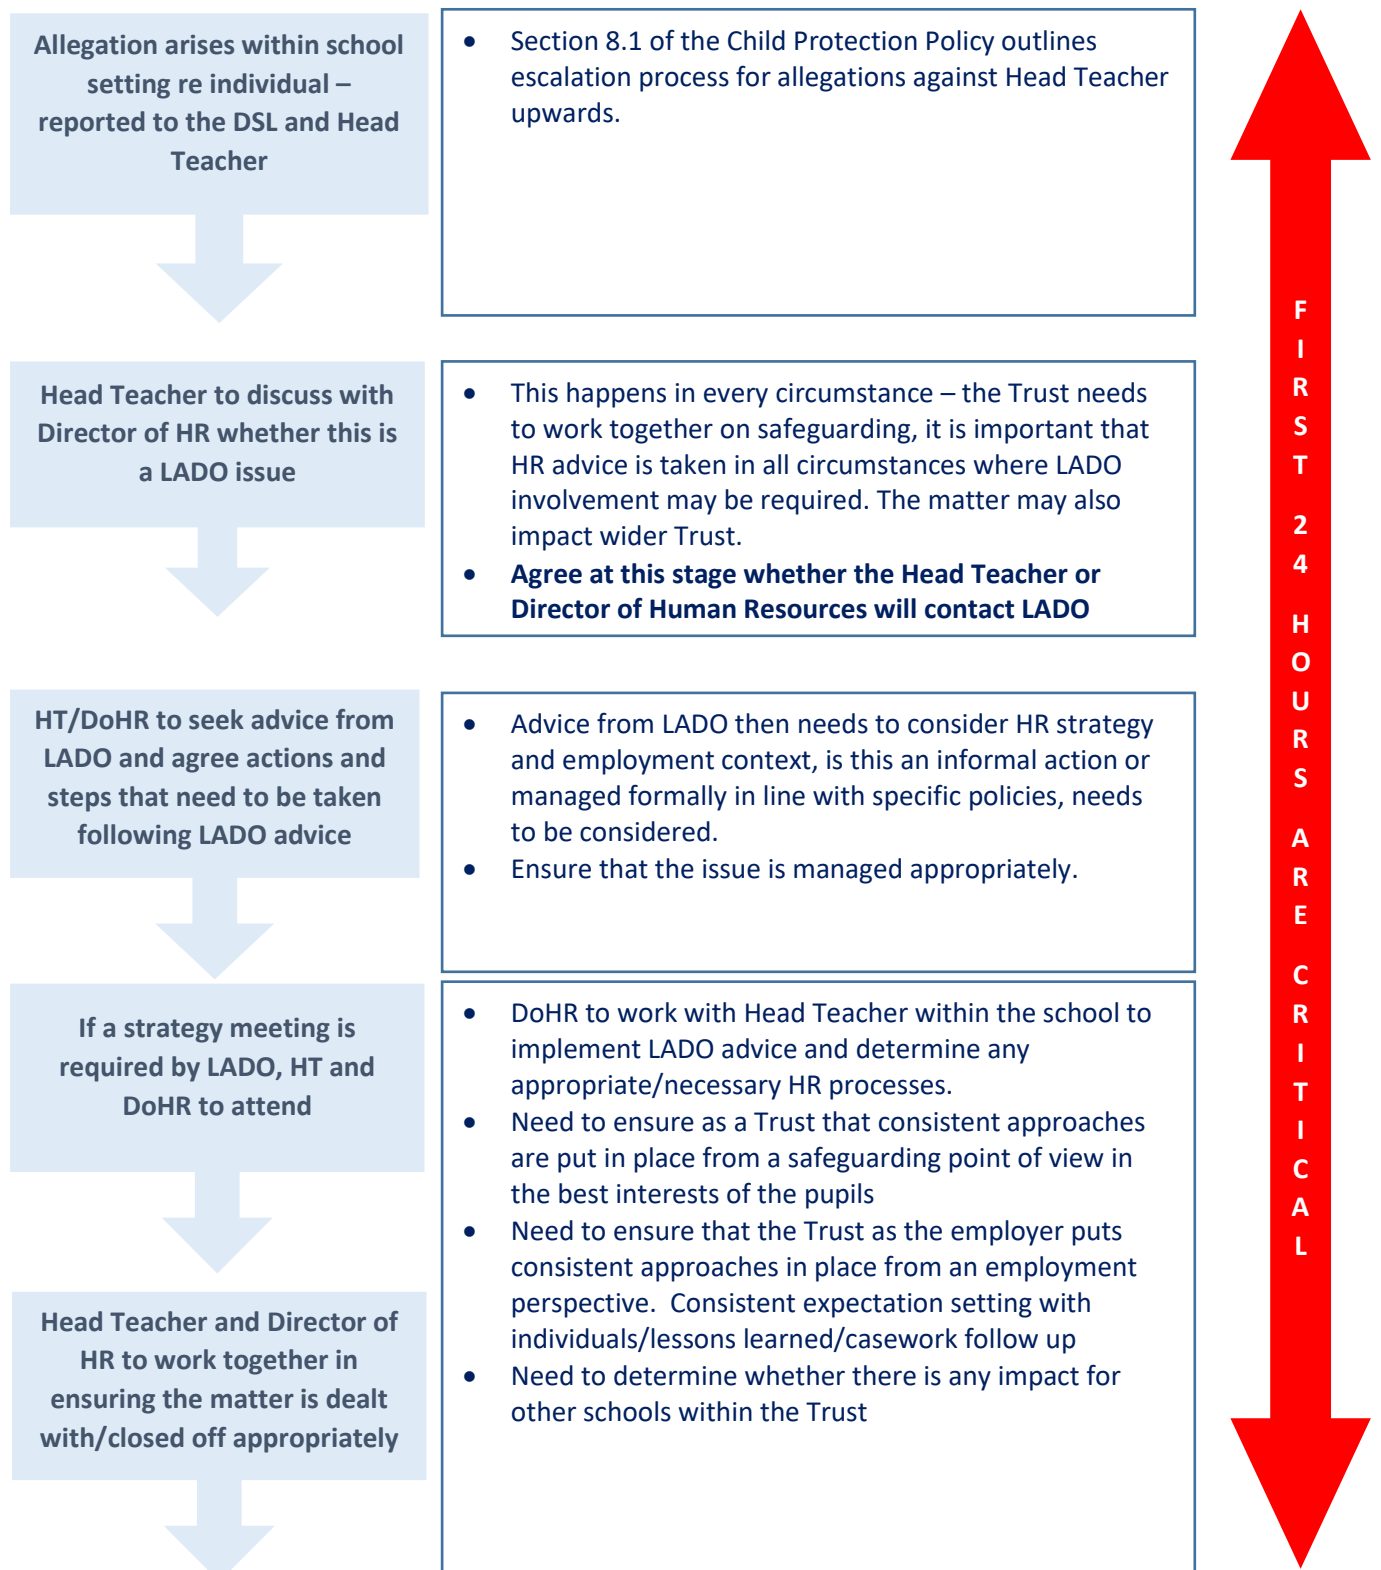 Allegation arises within school
setting re individual –
reported to the DSL and Head
Teacher
• Section 8.1 of the Child Protection Policy outlines
escalation process for allegations against Head Teacher
upwards.
Head Teacher to discuss with
Director of HR whether this is
a LADO issue
• This happens in every circumstance – the Trust needs
to work together on safeguarding, it is important that
HR advice is taken in all circumstances where LADO
involvement may be required. The matter may also
impact wider Trust.
• Agree at this stage whether the Head Teacher or
Director of Human Resources will contact LADO
HT/DoHR to seek advice from
LADO and agree actions and
steps that need to be taken
following LADO advice
• Advice from LADO then needs to consider HR strategy
and employment context, is this an informal action or
managed formally in line with specific policies, needs
to be considered.
• Ensure that the issue is managed appropriately.
If a strategy meeting is
required by LADO, HT and
DoHR to attend
Head Teacher and Director of
HR to work together in
ensuring the matter is dealt
with/closed off appropriately
• DoHR to work with Head Teacher within the school to
implement LADO advice and determine any
appropriate/necessary HR processes.
• Need to ensure as a Trust that consistent approaches
are put in place from a safeguarding point of view in
the best interests of the pupils
• Need to ensure that the Trust as the employer puts
consistent approaches in place from an employment
perspective.  Consistent expectation setting with
individuals/lessons learned/casework follow up
• Need to determine whether there is any impact for
other schools within the Trust
FIRST 24 HOURS ARE CRITICAL